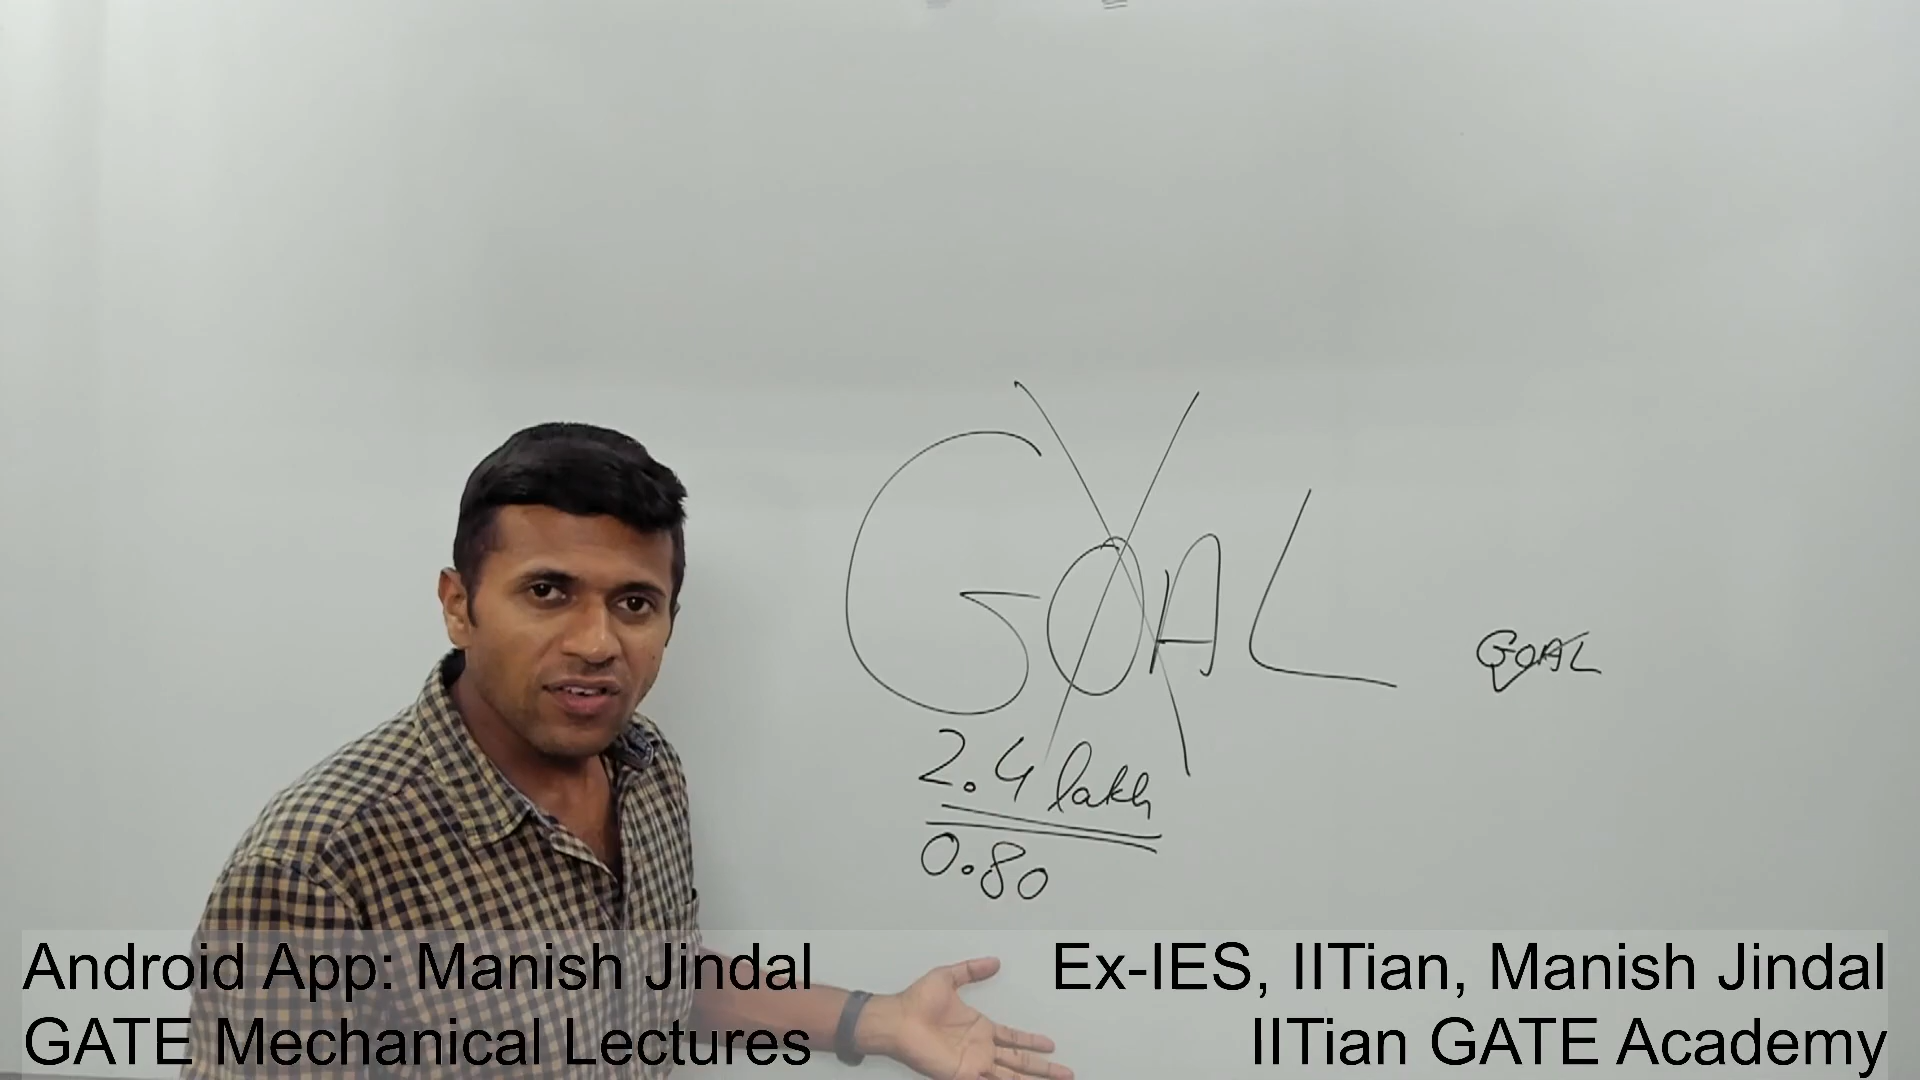 GOAL
GOAL
2.4 lakh
0.80
Android App: Manish Jindal
GATE Mechanical Lectures
Ex-IES, IITian, Manish Jindal
IITian GATE Academy